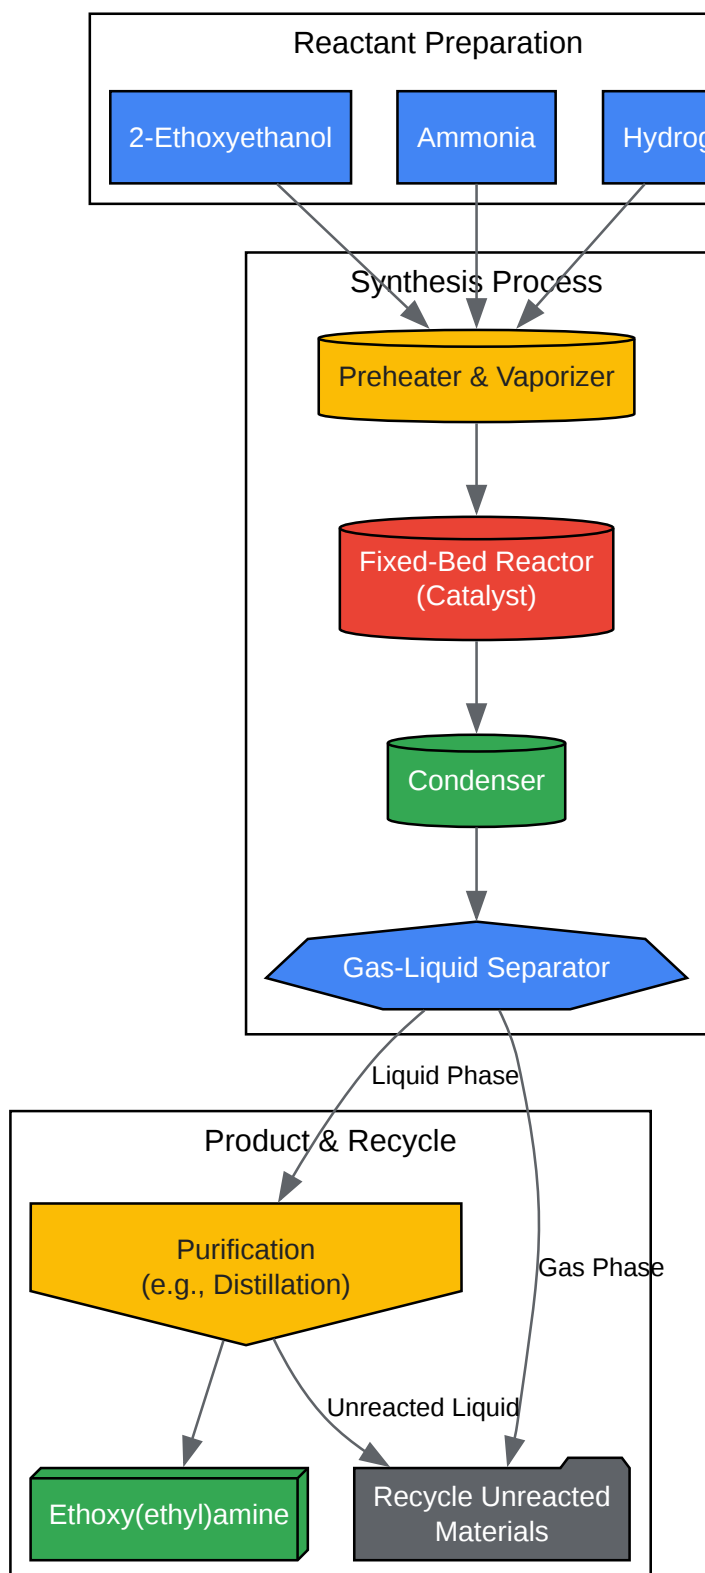 Reactant Preparation
2-Ethoxyethanol
Ammonia
Hydrog
Synthesis Process
Preheater & Vaporizer
Fixed-Bed Reactor
(Catalyst)
Condenser
Gas-Liquid Separator
Liquid Phase
Product & Recycle
Purification
(e.g., Distillation)
Gas Phase
Unreacted Liquid
Ethoxy(ethyl)amine
Recycle Unreacted
Materials